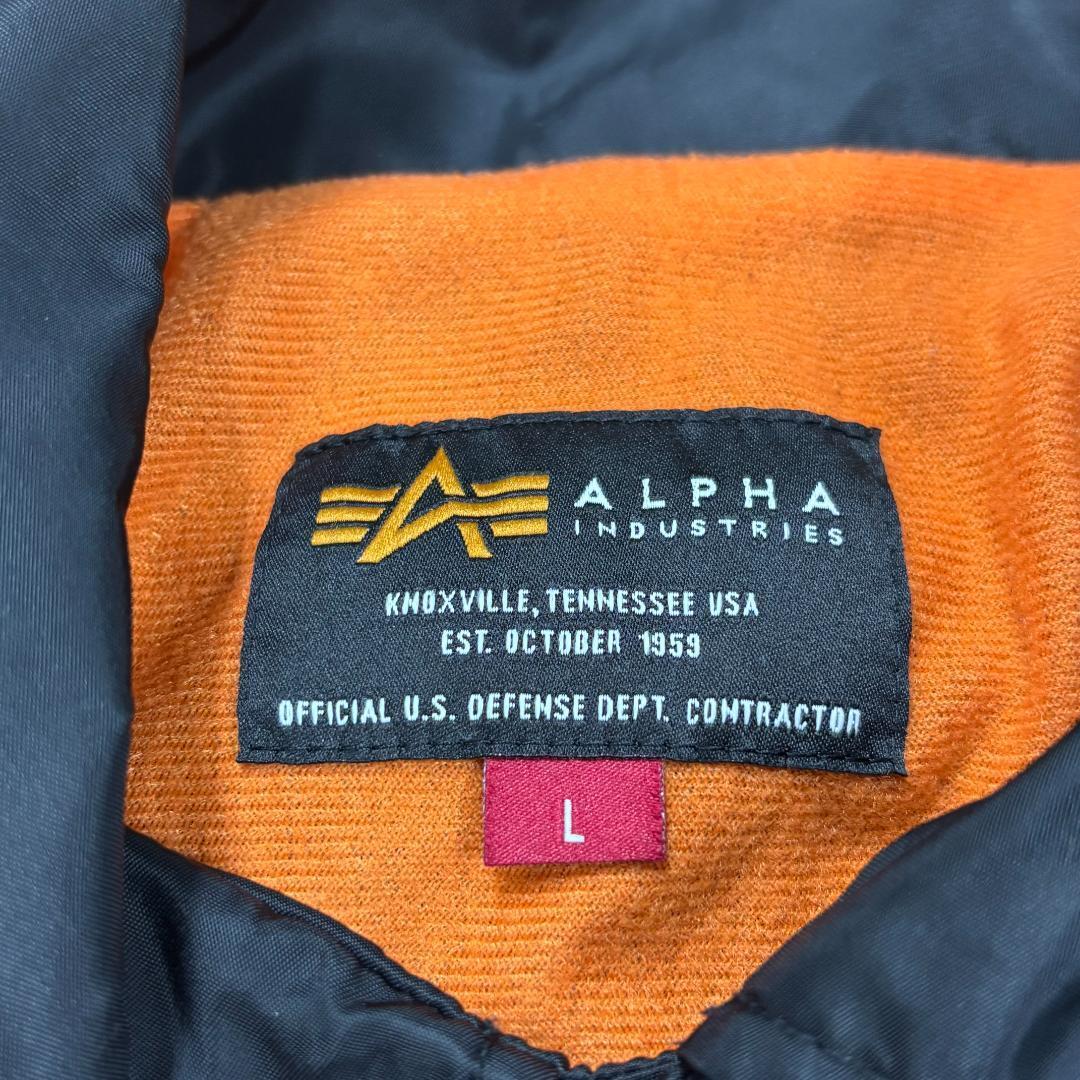 ALPHA
INDUSTRIES
KNOXVILLE, TENNESSEE USA
EST. OCTOBER 1959
OFFICIAL U.S. DEFENSE DEPT. CONTRACTOR
L